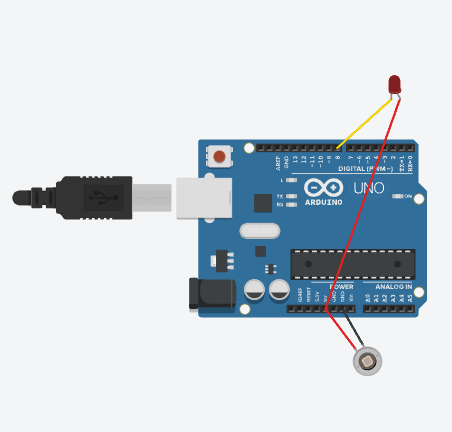 AREF
GND
13
12
~11
~10
~9
8
7
~6
~5
4
~3
2
TX→1
RX←0
DIGITAL (PWM~)
L
TX
RX
UNO
ARDUINO
ON
POWER
ANALOG IN
IOREF
RESET
3.3V
5V
GND
GND
Vin
A0
A1
A2
A3
A4
A5